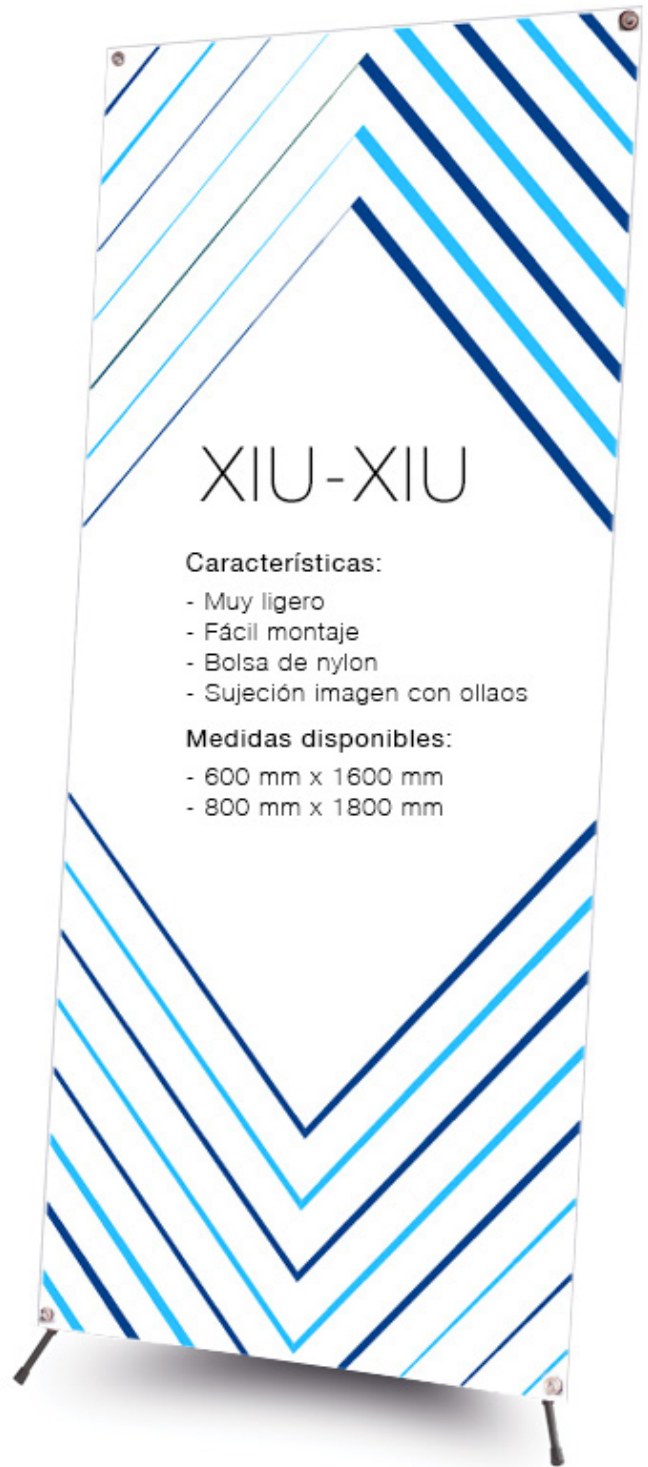 XIU-XIU
Características:
- Muy ligero
- Fácil montaje
- Bolsa de nylon
- Sujeción imagen con ollaos
Medidas disponibles:
- 600 mm x 1600 mm
- 800 mm x 1800 mm